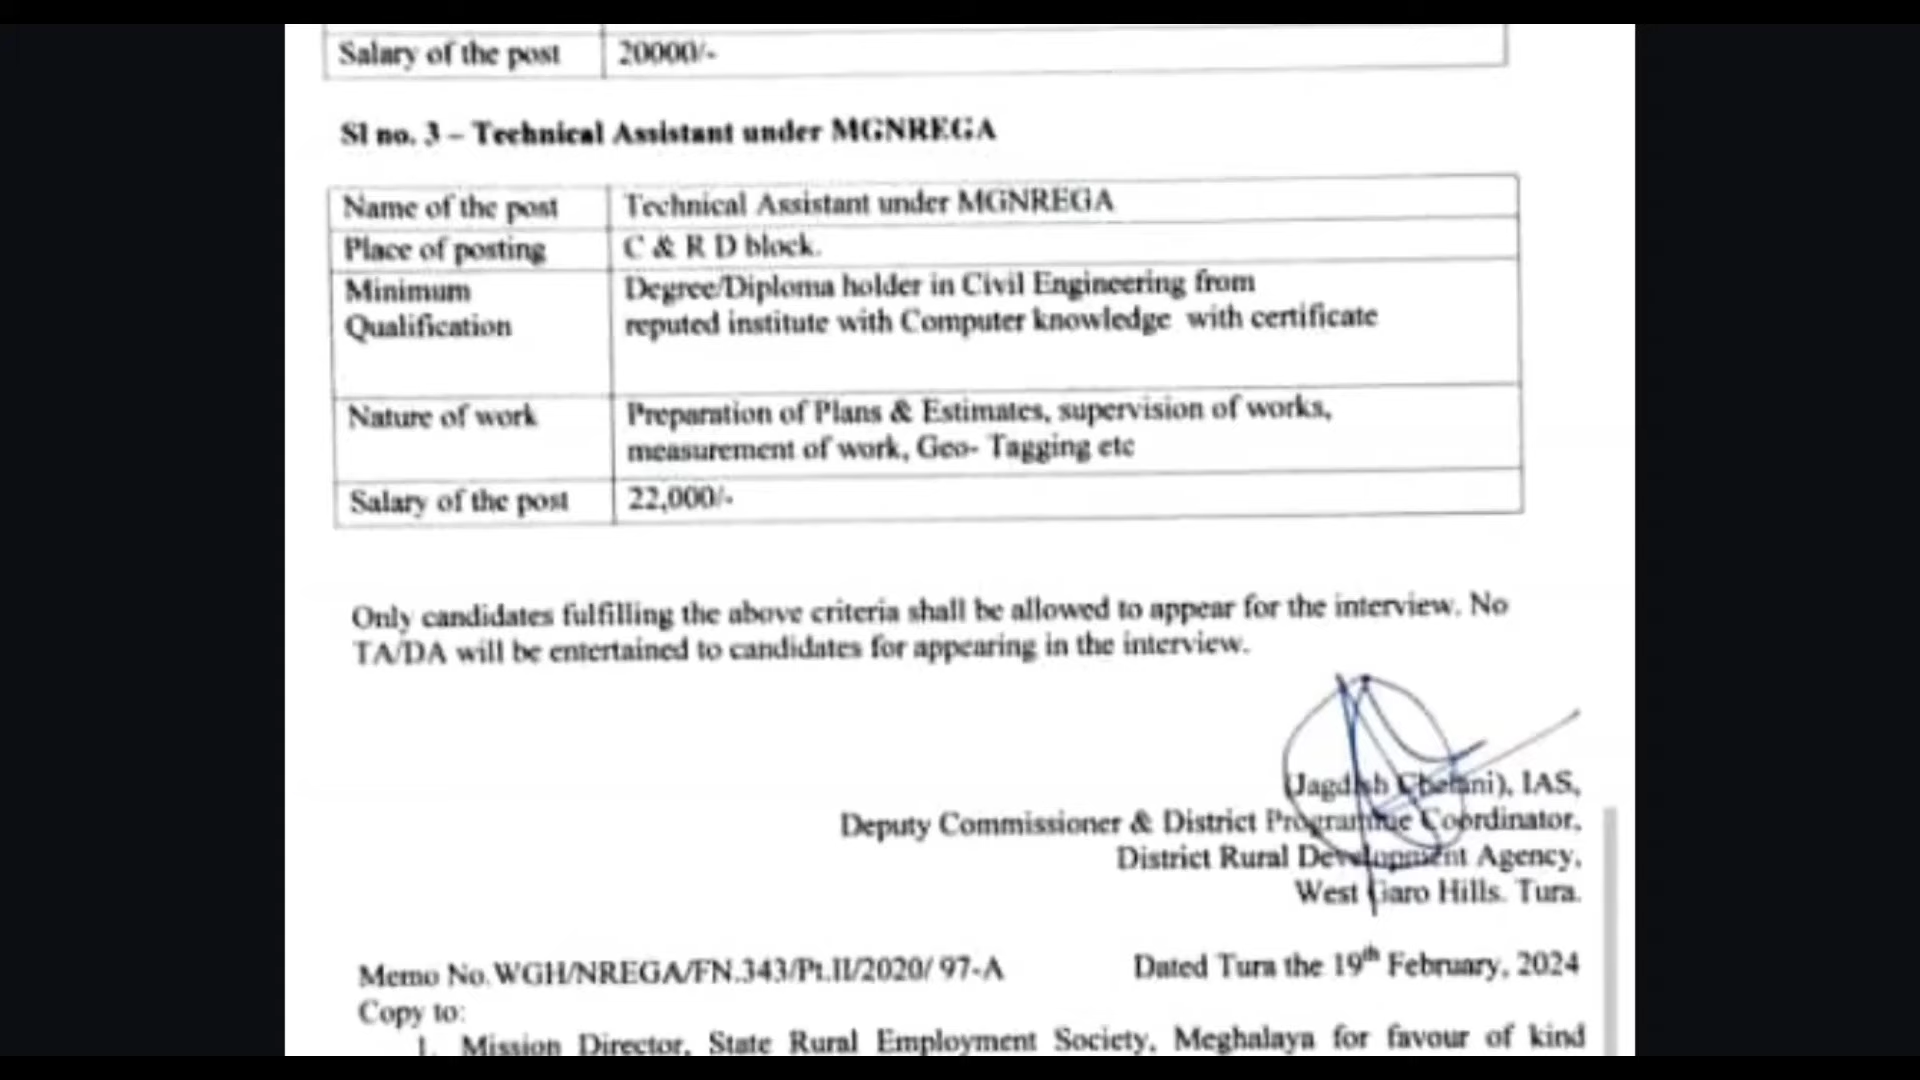 Salary of the post 20000/-
Sl no. 3 – Technical Assistant under MGNREGA
Name of the post Technical Assistant under MGNREGA
Place of posting C & R D block.
Minimum Qualification Degree/Diploma holder in Civil Engineering from
reputed institute with Computer knowledge with certificate
Nature of work Preparation of Plans & Estimates, supervision of works,
measurement of work, Geo- Tagging etc
Salary of the post 22,000/-
Only candidates fulfilling the above criteria shall be allowed to appear for the interview. No
TA/DA will be entertained to candidates for appearing in the interview.
(Jagdish Chelani), IAS,
Deputy Commissioner & District Programme Coordinator,
District Rural Development Agency,
West Garo Hills. Tura.
Memo No. WGH/NREGA/FN.343/Pt.II/2020/ 97-A Dated Tura the 19th February, 2024
Copy to:
1. Mission Director, State Rural Employment Society, Meghalaya for favour of kind